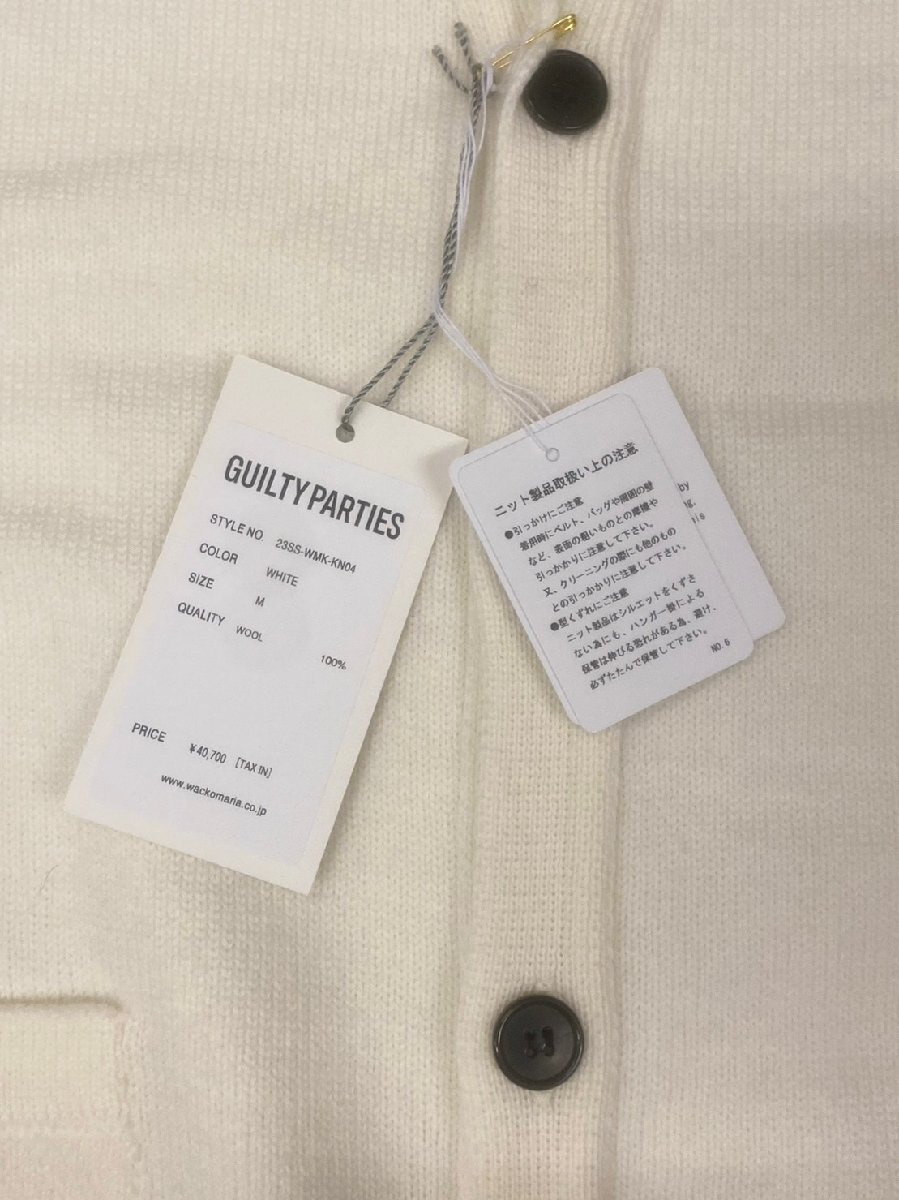 GUILTY PARTIES
STYLE NO 23SS-WMK-KN04
COLOR WHITE
SIZE M
QUALITY WOOL
100%
PRICE ¥40,700 [TAX IN]
www.wackomaria.co.jp
ニット製品取扱い上の注意
●引っかけにご注意
着用時にベルト、バッグや周囲の壁
など、表面の粗いものとの摩擦や
引っかかりに注意して下さい。
又、クリーニングの際にも他のもの
との引っかかりに注意して下さい。
●型くずれにご注意
ニット製品はシルエットをくずさ
ない為にも、ハンガー等による
保管は伸びる恐れがある為、避け、
必ずたたんで保管して下さい。
NO.6
by